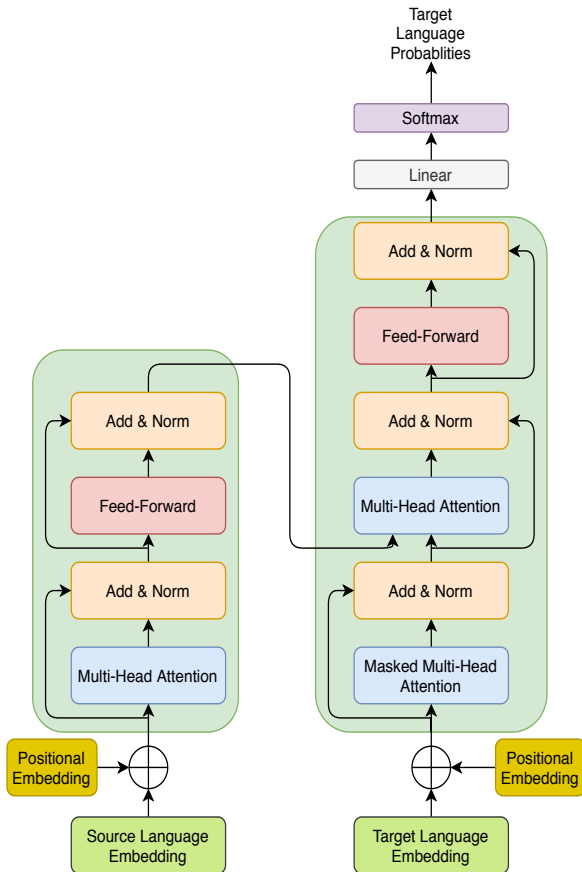 Target
Language
Probablities
Softmax
Linear
Add & Norm
Feed-Forward
Add & Norm
Multi-Head Attention
Add & Norm
Masked Multi-Head
Attention
Positional
Embedding
Target Language
Embedding
Add & Norm
Feed-Forward
Add & Norm
Multi-Head Attention
Positional
Embedding
Source Language
Embedding